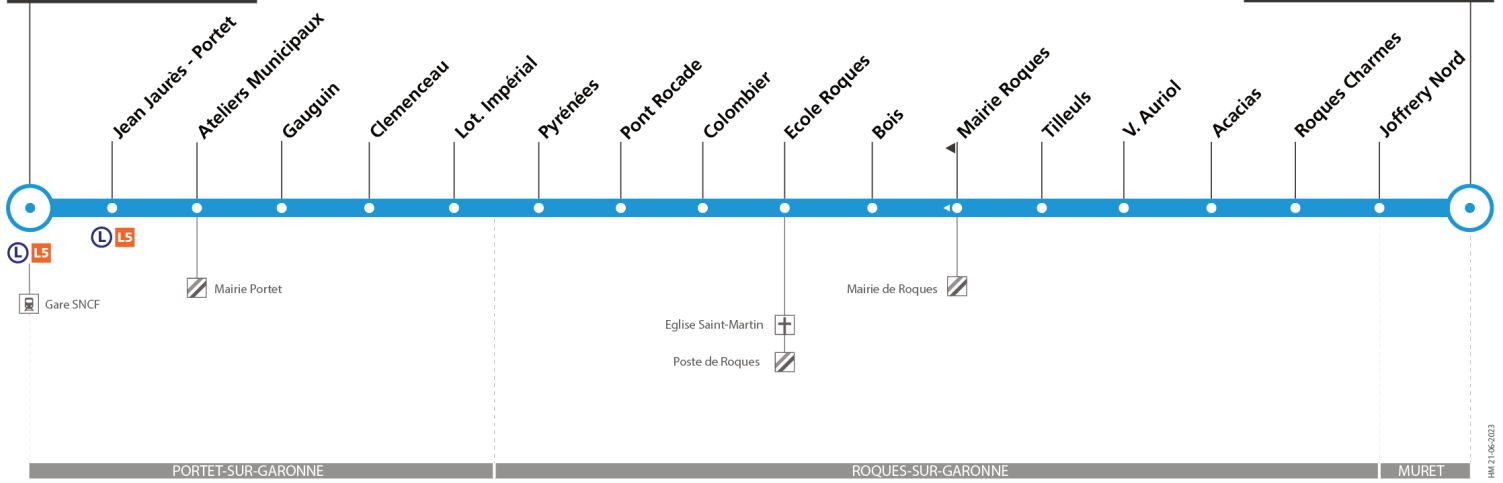 Jean Jaurès - Portet
Ateliers Municipaux
Gauguin
Clemenceau
Lot. Impérial
Pyrénées
Pont Rocade
Colombier
Ecole Roques
Bois
Mairie Roques
Tilleuls
V. Auriol
Acacias
Roques Charmes
Joffrery Nord
L L5
L L5
Gare SNCF
Mairie Portet
Eglise Saint-Martin
Poste de Roques
Mairie de Roques
PORTET-SUR-GARONNE
ROQUES-SUR-GARONNE
MURET
HM 21-06-2023